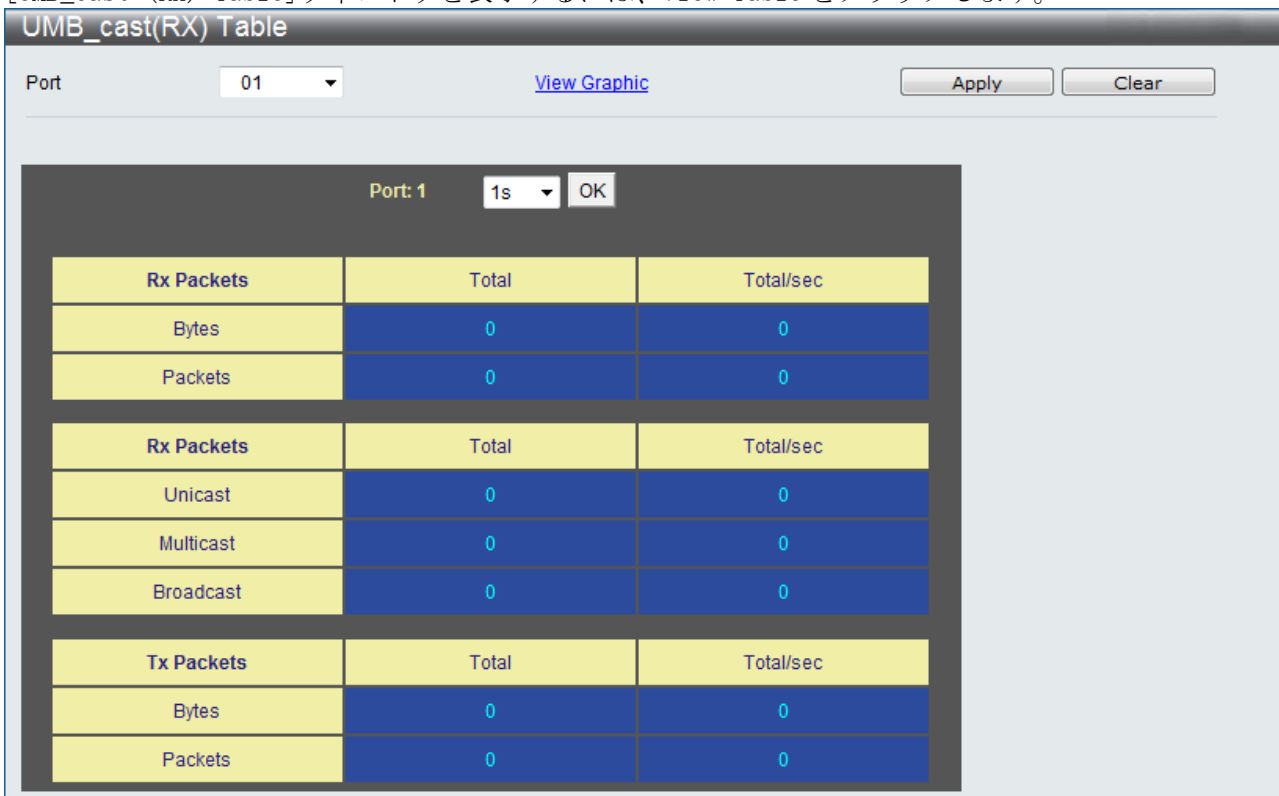 UMB_cast(RX) Table
Port 01 View Graphic Apply Clear
Port: 1 1s OK
Rx Packets Total Total/sec
Bytes 0 0
Packets 0 0
Rx Packets Total Total/sec
Unicast 0 0
Multicast 0 0
Broadcast 0 0
Tx Packets Total Total/sec
Bytes 0 0
Packets 0 0